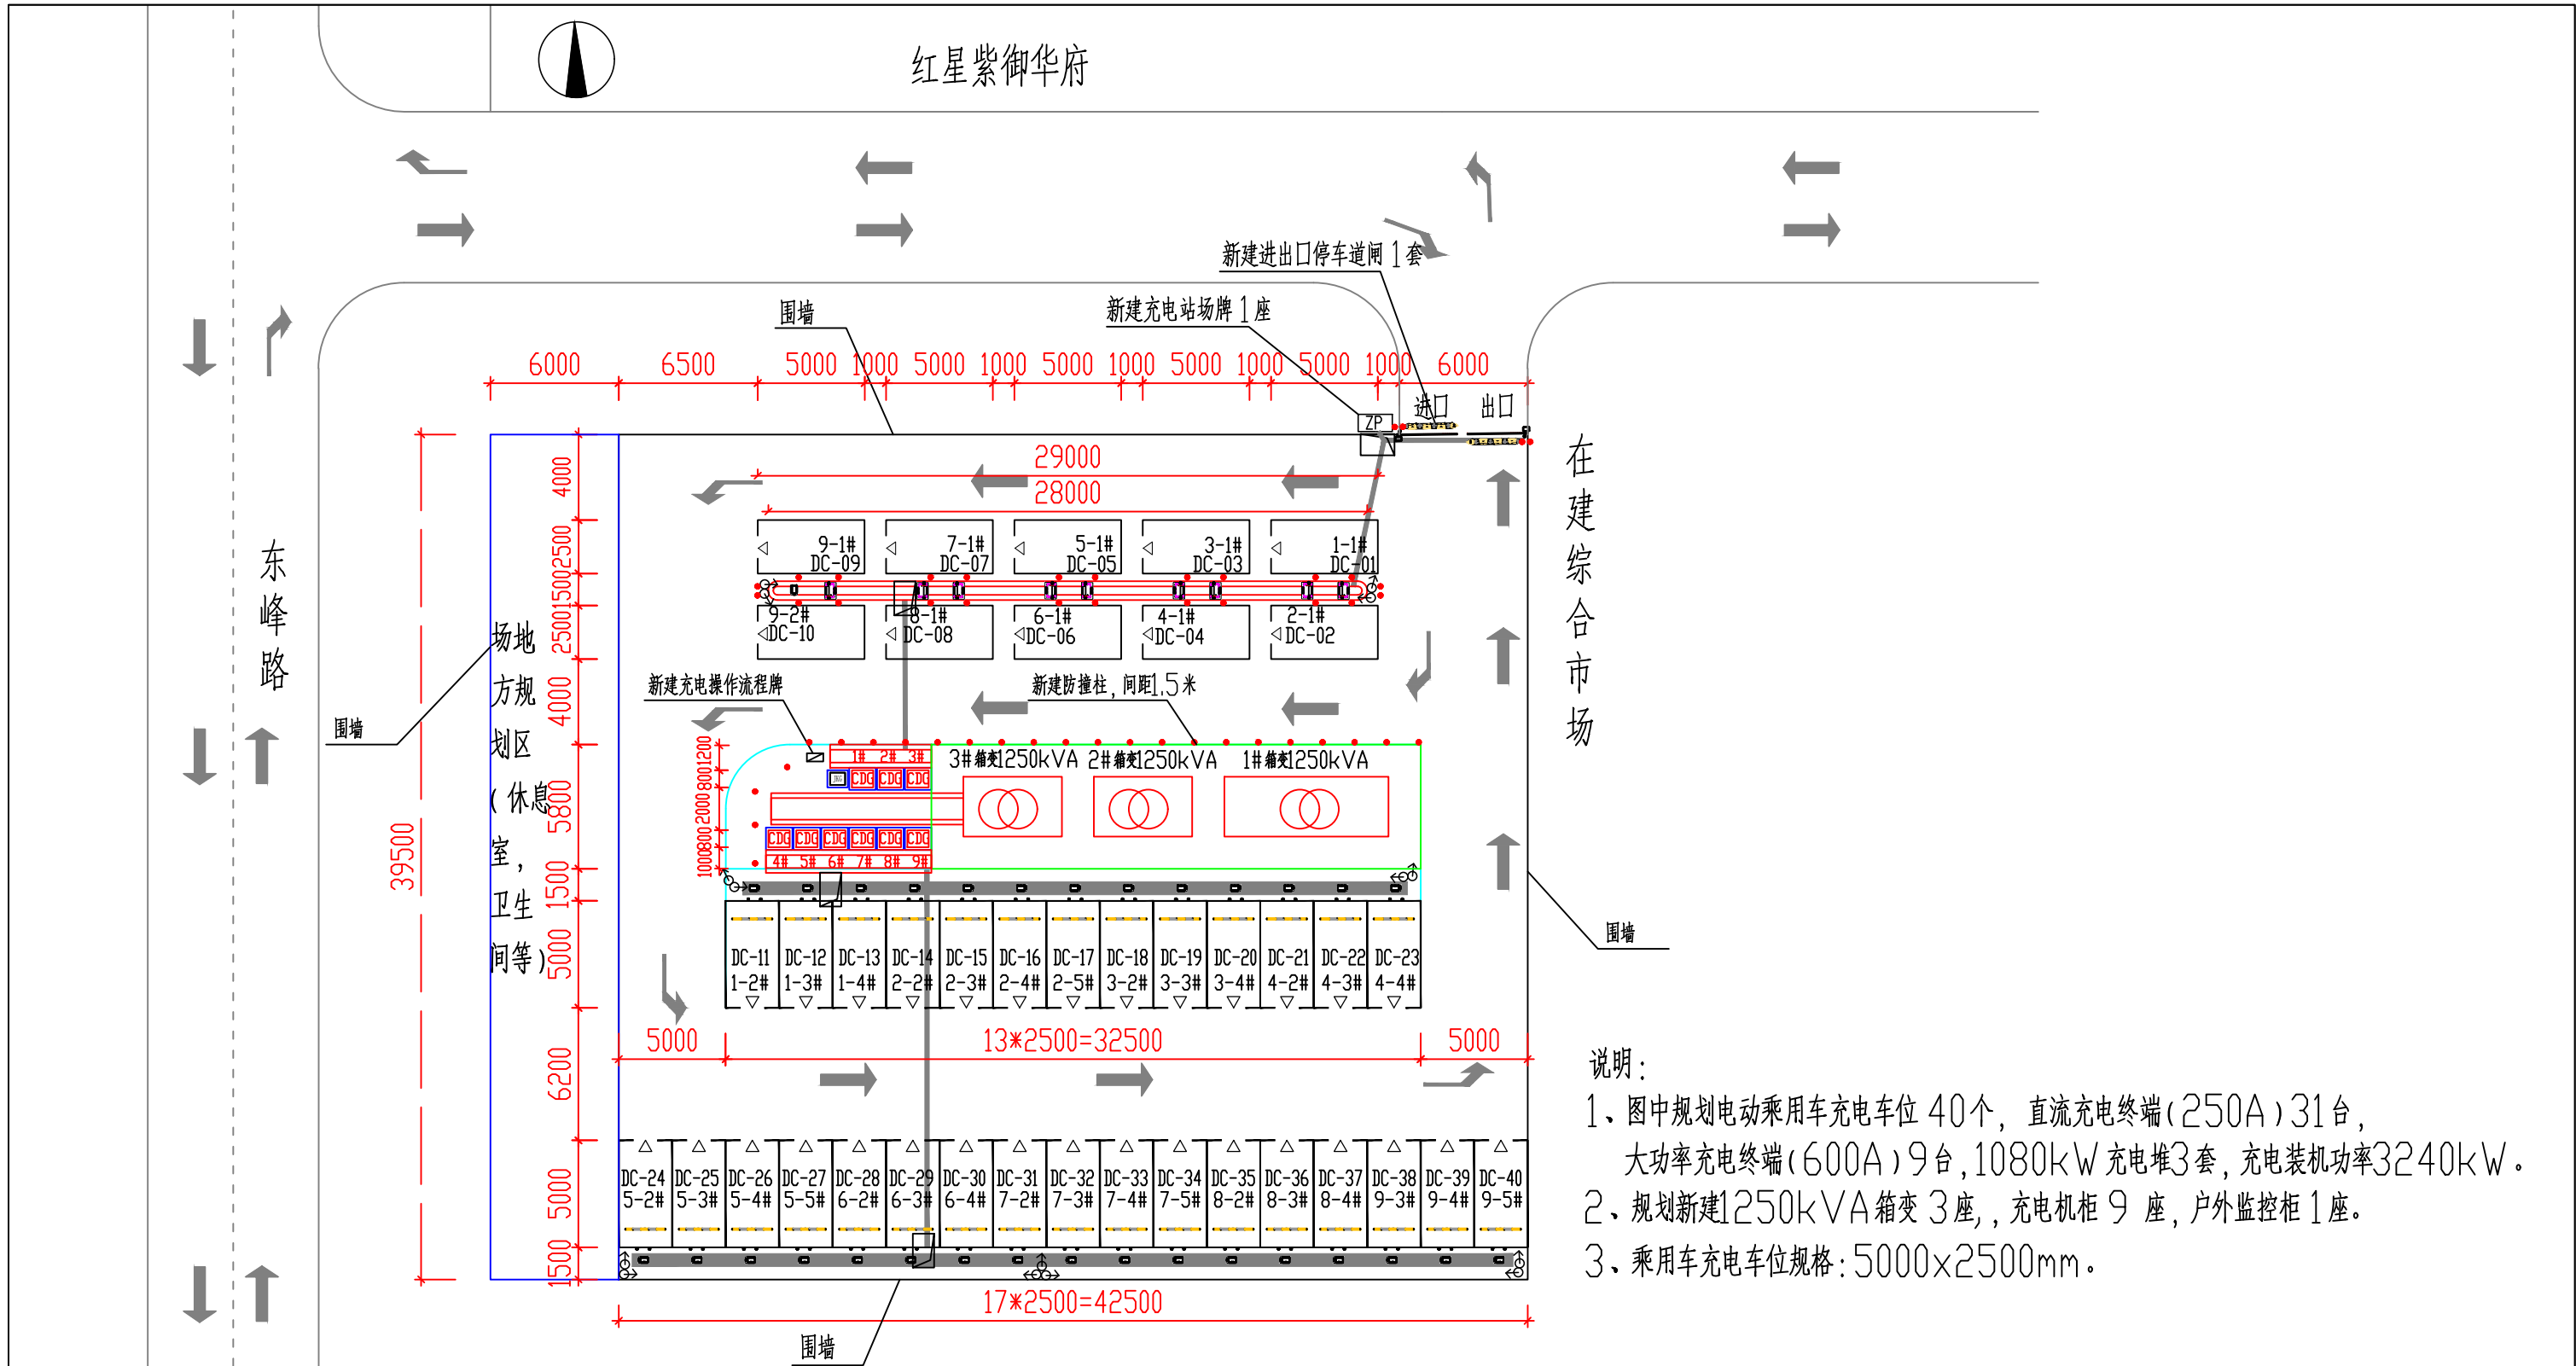 红星紫御华府
新建进出口停车道闸 1 套
新建充电站场牌 1 座
围墙
6000 6500 5000 1000 5000 1000 5000 1000 5000 1000 5000 1000 6000
ZP 进口 出口
29000
28000
9-1# 7-1# 5-1# 3-1# 1-1#
DC-09 DC-07 DC-05 DC-03 DC-01
9-2# 8-1# 6-1# 4-1# 2-1#
DC-10 DC-08 DC-06 DC-04 DC-02
东峰路
在建综合市场
场地
方规
划区
(休息
室,
卫生
间等)
围墙
39500
4000
2500
1500
2500
4000
5800
1500
5000
6200
5000
1500
新建充电操作流程牌
新建防撞柱,间距1.5米
1200
800
2000
800
1000
1# 2# 3#
CDG CDG CDG
3#箱变1250kVA 2#箱变1250kVA 1#箱变1250kVA
CDG CDG CDG CDG CDG CDG
4# 5# 6# 7# 8# 9#
围墙
DC-11 DC-12 DC-13 DC-14 DC-15 DC-16 DC-17 DC-18 DC-19 DC-20 DC-21 DC-22 DC-23
1-2# 1-3# 1-4# 2-2# 2-3# 2-4# 2-5# 3-2# 3-3# 3-4# 4-2# 4-3# 4-4#
5000 13*2500=32500 5000
DC-24 DC-25 DC-26 DC-27 DC-28 DC-29 DC-30 DC-31 DC-32 DC-33 DC-34 DC-35 DC-36 DC-37 DC-38 DC-39 DC-40
5-2# 5-3# 5-4# 5-5# 6-2# 6-3# 6-4# 7-2# 7-3# 7-4# 7-5# 8-2# 8-3# 8-4# 9-3# 9-4# 9-5#
17*2500=42500
围墙
说明:
1、图中规划电动乘用车充电车位 40个, 直流充电终端(250A)31台,
大功率充电终端(600A)9台,1080kW 充电堆3套,充电装机功率3240kW。
2、规划新建1250kVA箱变 3座,,充电机柜 9 座,户外监控柜 1座。
3、乘用车充电车位规格:5000x2500mm。